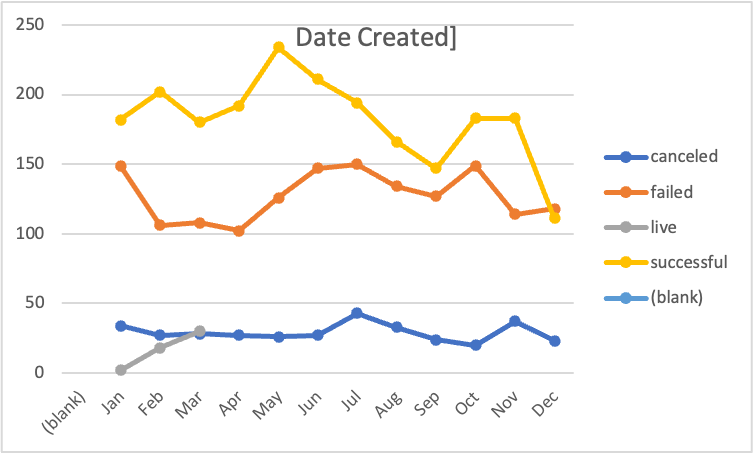 Date Created]
250
200
150
100
50
0
(blank) Jan Feb Mar Apr May Jun Jul Aug Sep Oct Nov Dec
canceled
failed
live
successful
(blank)